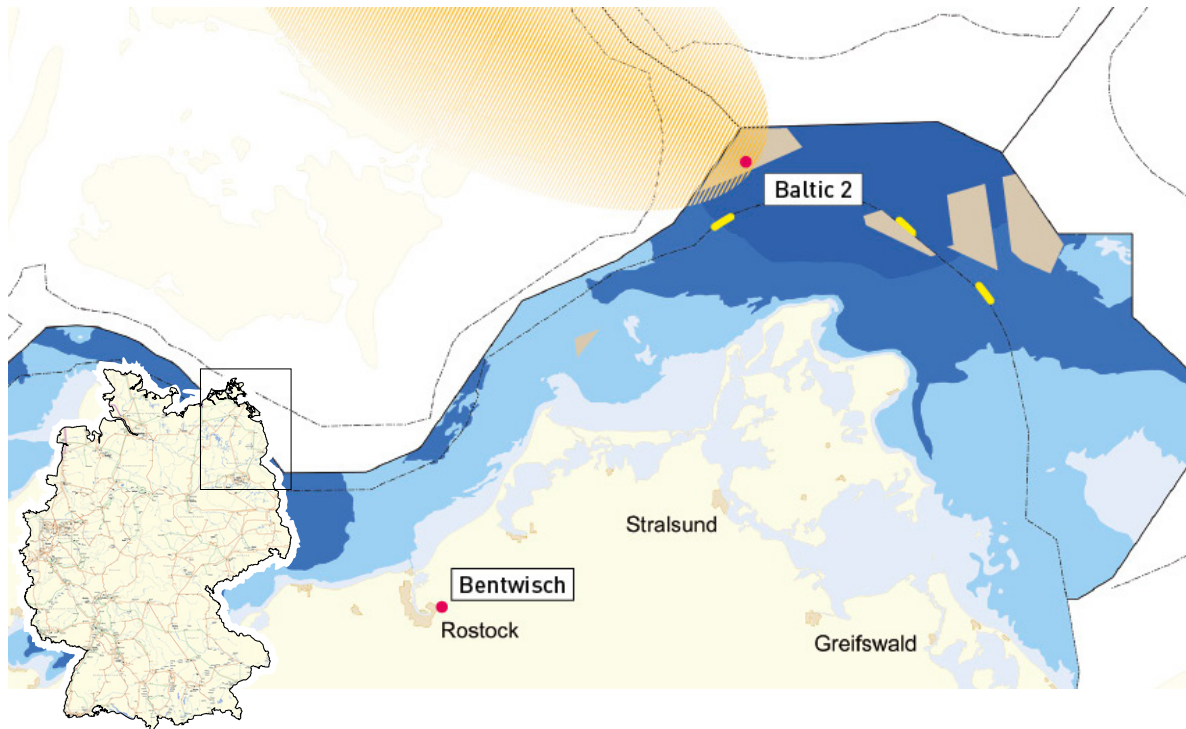 Baltic 2
Stralsund
Bentwisch
Rostock
Greifswald